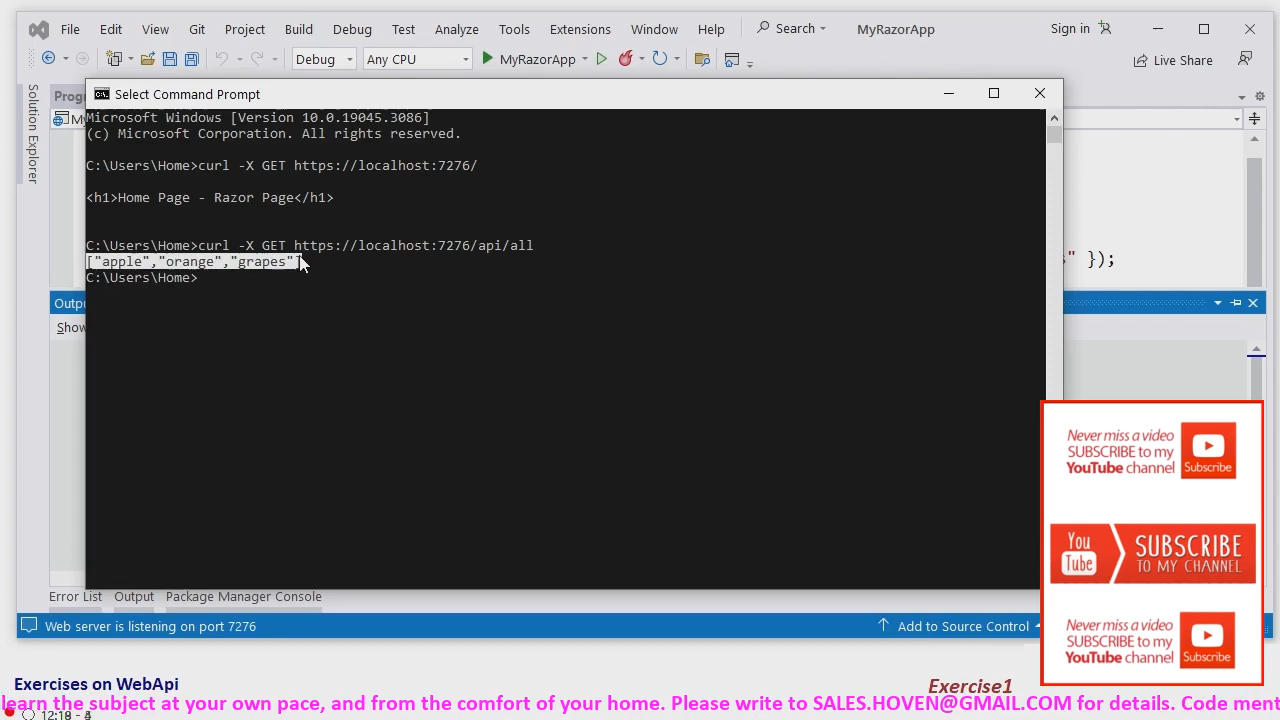 File Edit View Git Project Build Debug Test Analyze Tools Extensions Window Help Search MyRazorApp Sign in
Debug Any CPU MyRazorApp Live Share
Solution Explorer
Select Command Prompt
Microsoft Windows [Version 10.0.19045.3086]
(c) Microsoft Corporation. All rights reserved.
C:\Users\Home>curl -X GET https://localhost:7276/
<h1>Home Page - Razor Page</h1>
C:\Users\Home>curl -X GET https://localhost:7276/api/all
["apple","orange","grapes"]
C:\Users\Home>
" });
Error List Output Package Manager Console
Web server is listening on port 7276 Add to Source Control
Never miss a video
SUBSCRIBE to my
YouTube channel
Subscribe
You
Tube
SUBSCRIBE
TO MY CHANNEL
Never miss a video
SUBSCRIBE to my
YouTube channel
Subscribe
Exercises on WebApi
Exercise1
learn the subject at your own pace, and from the comfort of your home. Please write to SALES.HOVEN@GMAIL.COM for details. Code ment